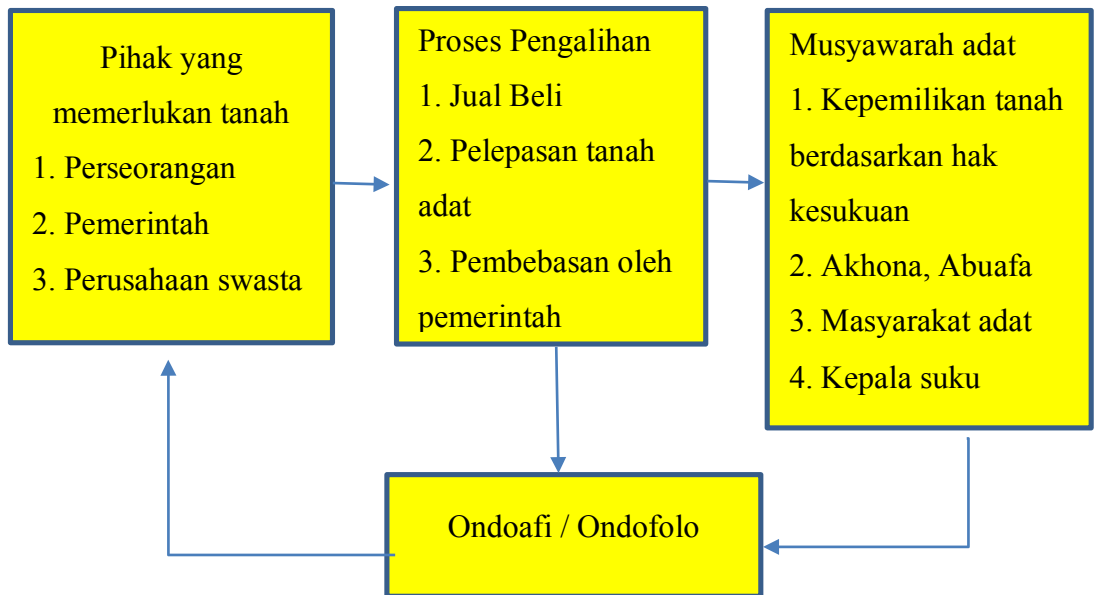 Pihak yang
memerlukan tanah
1. Perseorangan
2. Pemerintah
3. Perusahaan swasta
Proses Pengalihan
1. Jual Beli
2. Pelepasan tanah
adat
3. Pembebasan oleh
pemerintah
Musyawarah adat
1. Kepemilikan tanah
berdasarkan hak
kesukuan
2. Akhona, Abuafa
3. Masyarakat adat
4. Kepala suku
Ondoafi / Ondofolo